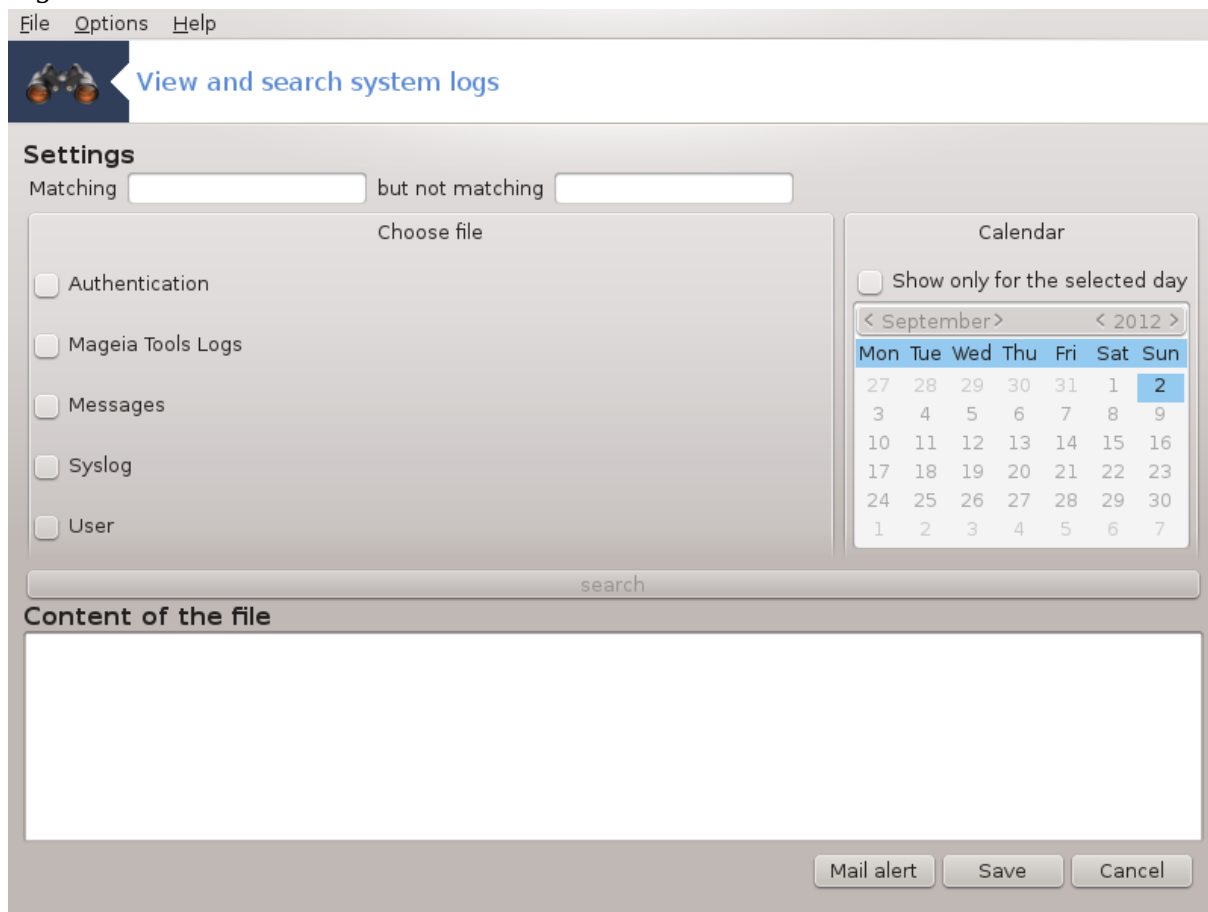 File Options Help
View and search system logs
Settings
Matching but not matching
Choose file
Authentication
Mageia Tools Logs
Messages
Syslog
User
Calendar
Show only for the selected day
< September > < 2012 >
Mon Tue Wed Thu Fri Sat Sun
27 28 29 30 31 1 2
3 4 5 6 7 8 9
10 11 12 13 14 15 16
17 18 19 20 21 22 23
24 25 26 27 28 29 30
1 2 3 4 5 6 7
search
Content of the file
Mail alert Save Cancel